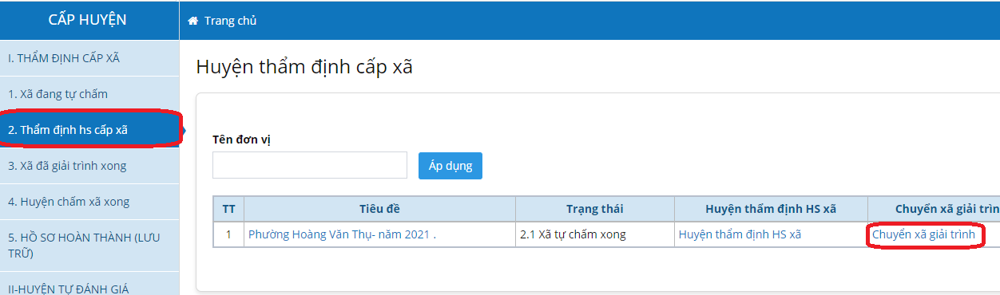 CẤP HUYỆN
Trang chủ
I. THẨM ĐỊNH CẤP XÃ
1. Xã đang tự chấm
2. Thẩm định hs cấp xã
3. Xã đã giải trình xong
4. Huyện chấm xã xong
5. HỒ SƠ HOÀN THÀNH (LƯU
TRỮ)
II-HUYỆN TỰ ĐÁNH GIÁ
Huyện thẩm định cấp xã
Tên đơn vị
Áp dụng
TT Tiêu đề Trạng thái Huyện thẩm định HS xã Chuyển xã giải trìn
1 Phường Hoàng Văn Thụ- năm 2021 . 2.1 Xã tự chấm xong Huyện thẩm định HS xã Chuyển xã giải trình